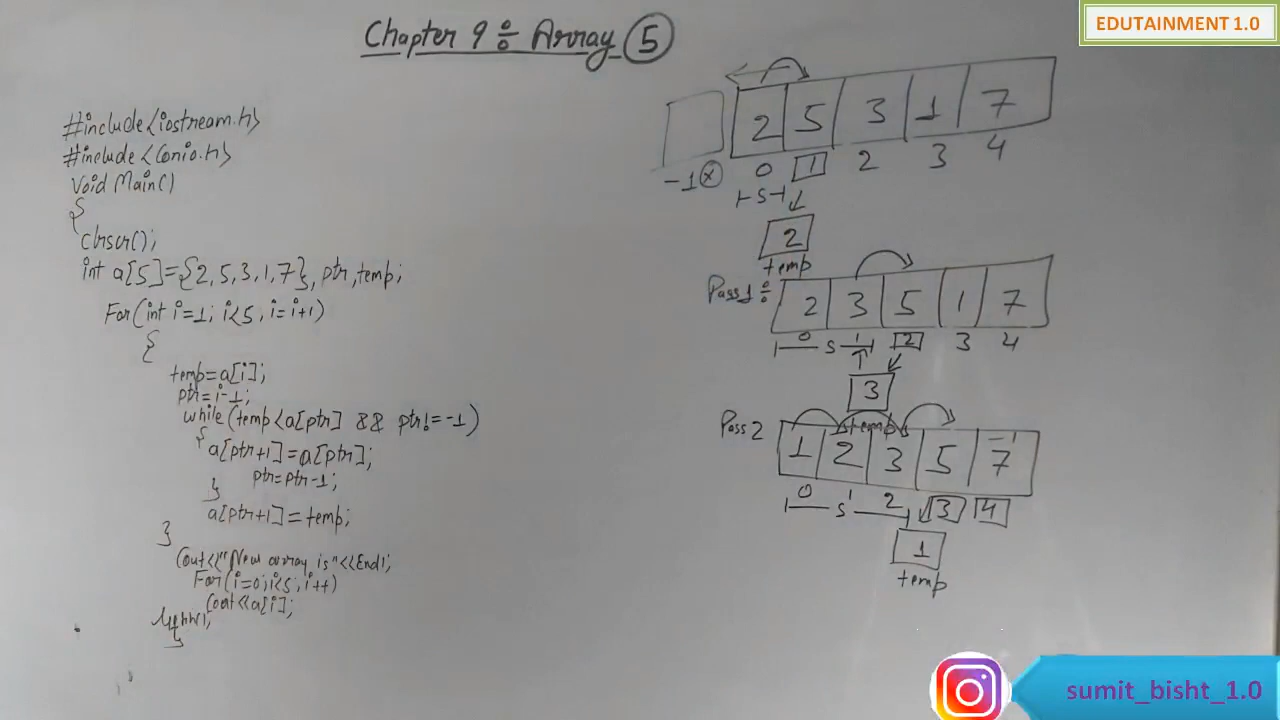 EDUTAINMENT 1.0
Chapter 9 ÷ Array 5
#include<iostream.h>
#include<conio.h>
void Main()
{
clrscr();
int a[5]={2,5,3,1,7},ptr,temp;
For(int i=1; i<5, i=i+1)
{
temp=a[i];
ptr=i-1;
while(temp<a[ptr] && ptr!=-1)
{
a[ptr+1]=a[ptr];
ptr=ptr-1;
}
a[ptr+1]=temp;
}
Cout<<"New array is"<<Endl;
For(i=0;i<5,i++)
Cout<<a[i];
}
2 5 3 1 7
-1 x 0 1 2 3 4
S
2
temp
Pass1 ÷ 2 3 5 1 7
0 S 1 2 3 4
3
temp
Pass 2 1 2 3 5 7
0 S 1 2 3 4
1
temp
sumit_bisht_1.0